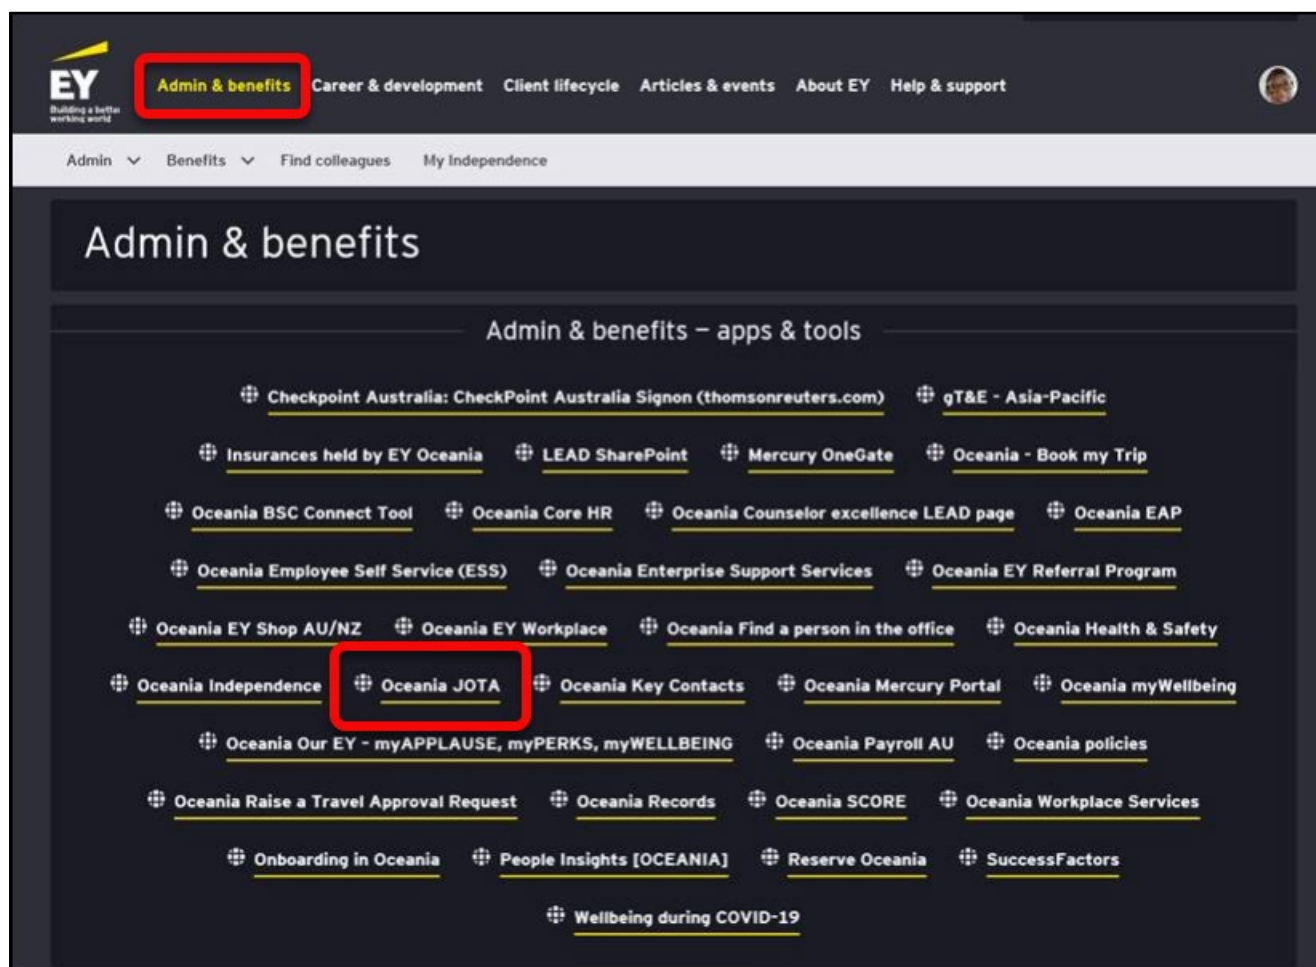 EY
Building a better
working world
Admin & benefits Career & development Client lifecycle Articles & events About EY Help & support
Admin Benefits Find colleagues My Independence
Admin & benefits
Admin & benefits – apps & tools
Checkpoint Australia: CheckPoint Australia Signon (thomsonreuters.com) gT&E - Asia-Pacific
Insurances held by EY Oceania LEAD SharePoint Mercury OneGate Oceania - Book my Trip
Oceania BSC Connect Tool Oceania Core HR Oceania Counselor excellence LEAD page Oceania EAP
Oceania Employee Self Service (ESS) Oceania Enterprise Support Services Oceania EY Referral Program
Oceania EY Shop AU/NZ Oceania EY Workplace Oceania Find a person in the office Oceania Health & Safety
Oceania Independence Oceania JOTA Oceania Key Contacts Oceania Mercury Portal Oceania myWellbeing
Oceania Our EY - myAPPLAUSE, myPERKS, myWELLBEING Oceania Payroll AU Oceania policies
Oceania Raise a Travel Approval Request Oceania Records Oceania SCORE Oceania Workplace Services
Onboarding in Oceania People Insights [OCEANIA] Reserve Oceania SuccessFactors
Wellbeing during COVID-19